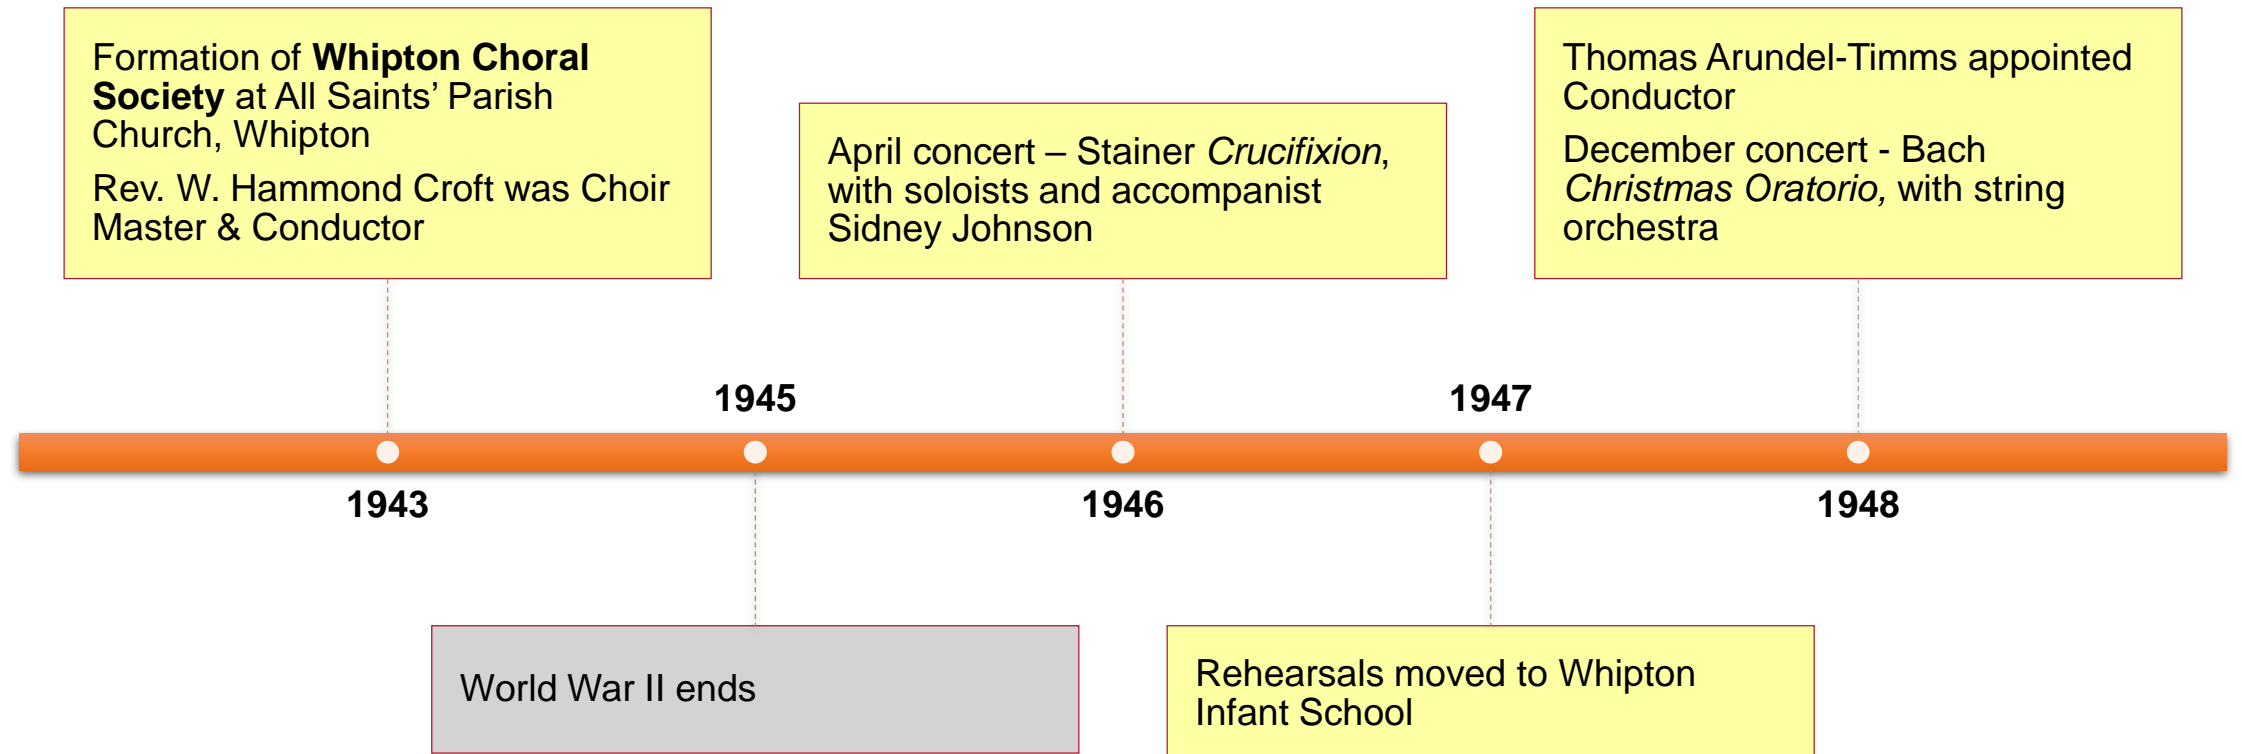 Formation of Whipton Choral
Society at All Saints’ Parish
Church, Whipton
Rev. W. Hammond Croft was Choir
Master & Conductor
April concert – Stainer Crucifixion,
with soloists and accompanist
Sidney Johnson
Thomas Arundel-Timms appointed
Conductor
December concert - Bach
Christmas Oratorio, with string
orchestra
1945
1947
1943
1946
1948
World War II ends
Rehearsals moved to Whipton
Infant School